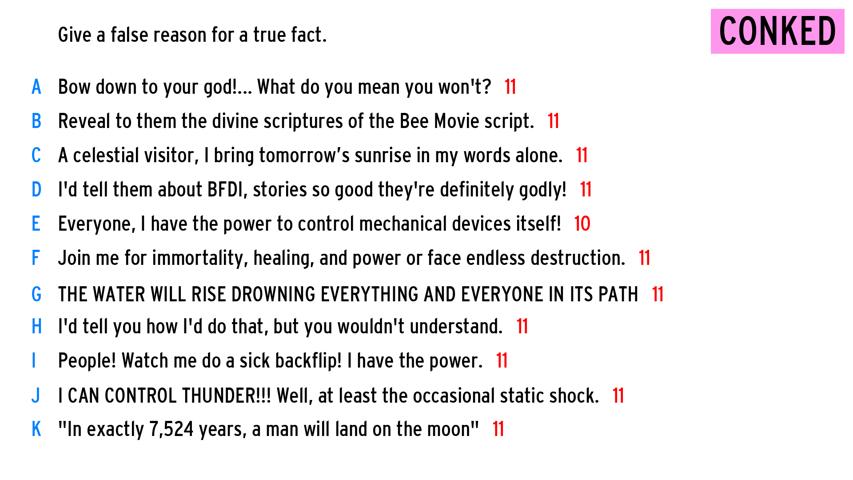 Give a false reason for a true fact.
CONKED
A Bow down to your god!... What do you mean you won't? 11
B Reveal to them the divine scriptures of the Bee Movie script. 11
C A celestial visitor, I bring tomorrow’s sunrise in my words alone. 11
D I'd tell them about BFDI, stories so good they're definitely godly! 11
E Everyone, I have the power to control mechanical devices itself! 10
F Join me for immortality, healing, and power or face endless destruction. 11
G THE WATER WILL RISE DROWNING EVERYTHING AND EVERYONE IN ITS PATH 11
H I'd tell you how I'd do that, but you wouldn't understand. 11
I People! Watch me do a sick backflip! I have the power. 11
J I CAN CONTROL THUNDER!!! Well, at least the occasional static shock. 11
K "In exactly 7,524 years, a man will land on the moon" 11